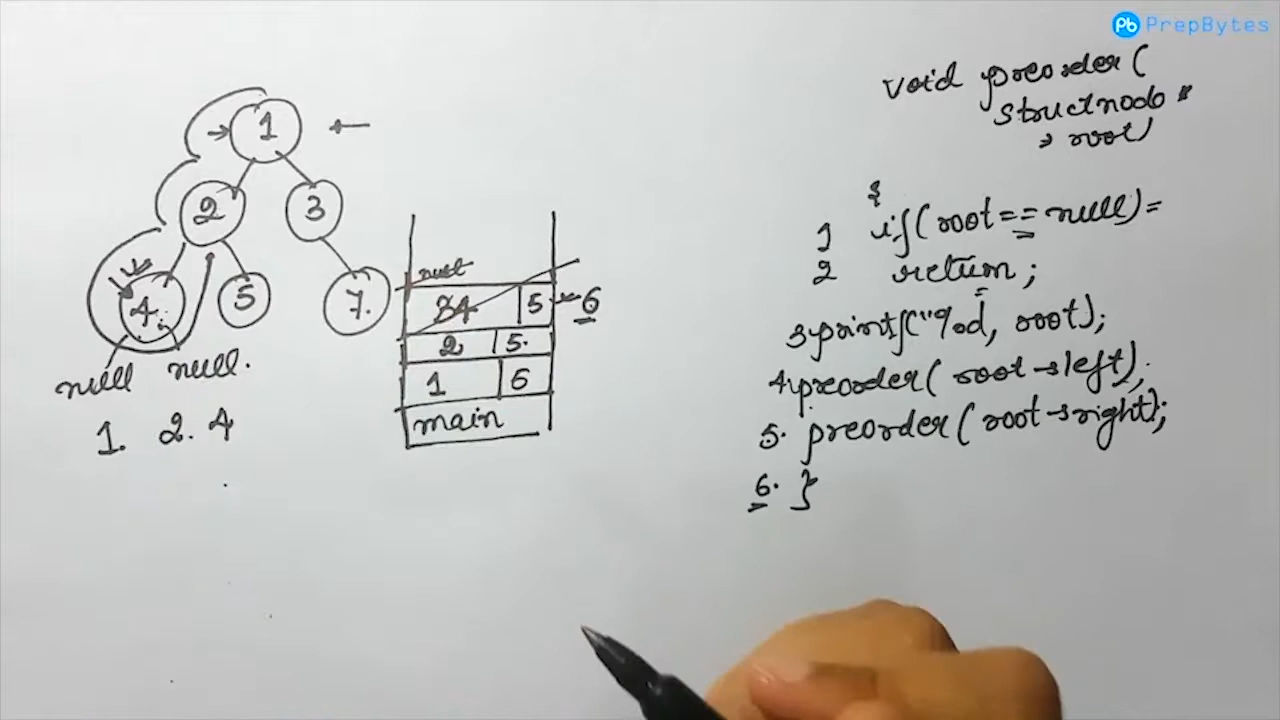 PrepBytes
void preorder(
struct node *
root)
{
1 if(root == null) =
2 return;
3 printf("%d, root);
4 preorder(root→left);
5. preorder(root→right);
6. }
1
2 3
4 5 7.
null null.
1. 2. 4
null
4 5 6
2 5.
1 6
main